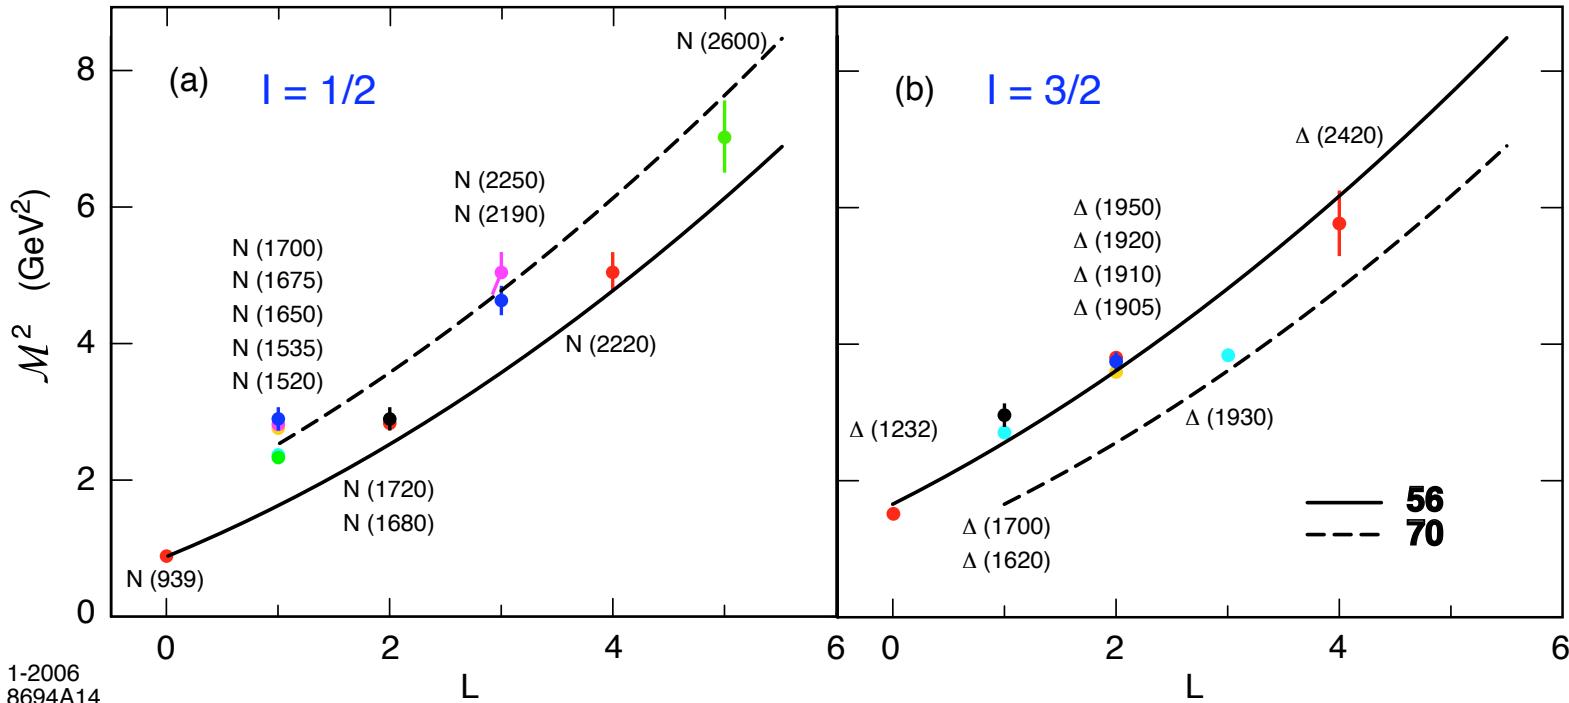 (a)
I = 1/2
N (2600)
N (2250)
N (2190)
N (1700)
N (1675)
N (1650)
N (1535)
N (1520)
N (2220)
N (1720)
N (1680)
N (939)
8
6
4
2
0
ℳ² (GeV²)
0
2
4
6
L
(b)
I = 3/2
Δ (2420)
Δ (1950)
Δ (1920)
Δ (1910)
Δ (1905)
Δ (1232)
Δ (1930)
Δ (1700)
Δ (1620)
56
70
0
2
4
6
L
1-2006
8694A14